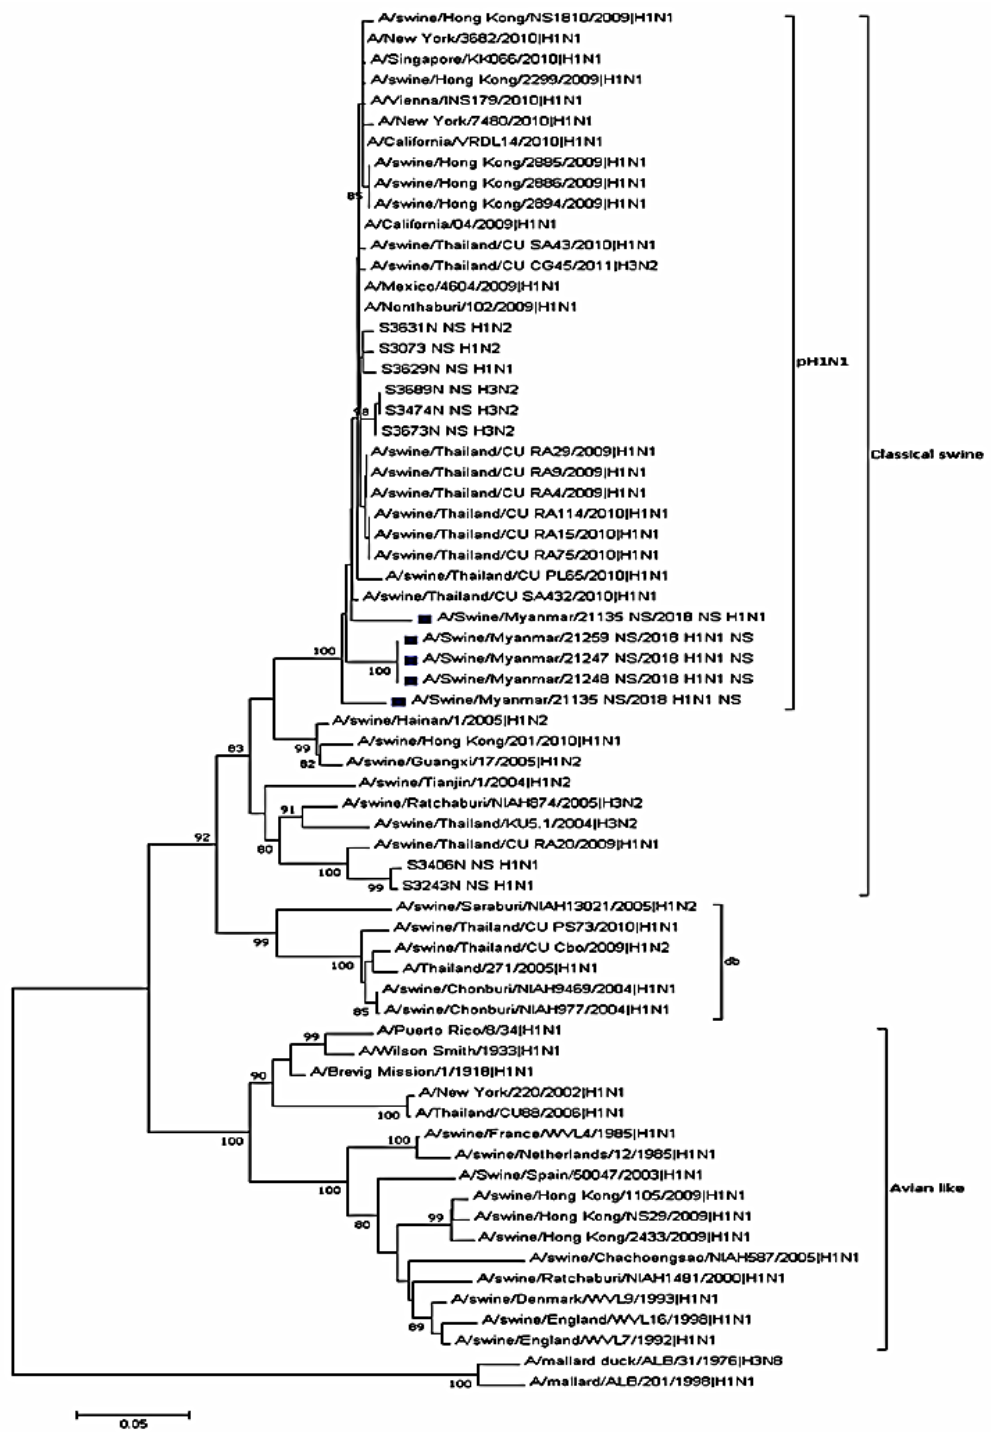 A/swine/Hong Kong/NS1810/2009|H1N1
A/New York/3682/2010|H1N1
A/Singapore/KK066/2010|H1N1
A/swine/Hong Kong/2299/2009|H1N1
A/Vienna/INS179/2010|H1N1
A/New York/7480/2010|H1N1
A/California/VRDL14/2010|H1N1
A/swine/Hong Kong/2885/2009|H1N1
A/swine/Hong Kong/2886/2009|H1N1
85
A/swine/Hong Kong/2894/2009|H1N1
A/California/04/2009|H1N1
A/swine/Thailand/CU SA43/2010|H1N1
A/swine/Thailand/CU CG45/2011|H3N2
A/Mexico/4604/2009|H1N1
A/Nonthaburi/102/2009|H1N1
S3631N NS H1N2
S3073 NS H1N2
pH1N1
S3629N NS H1N1
S3689N NS H3N2
98
S3474N NS H3N2
S3673N NS H3N2
A/swine/Thailand/CU RA29/2009|H1N1
Classical swine
A/swine/Thailand/CU RA9/2009|H1N1
A/swine/Thailand/CU RA4/2009|H1N1
A/swine/Thailand/CU RA114/2010|H1N1
A/swine/Thailand/CU RA15/2010|H1N1
A/swine/Thailand/CU RA75/2010|H1N1
A/swine/Thailand/CU PL65/2010|H1N1
A/swine/Thailand/CU SA432/2010|H1N1
A/Swine/Myanmar/21135 NS/2018 NS H1N1
A/Swine/Myanmar/21259 NS/2018 H1N1 NS
100
A/Swine/Myanmar/21247 NS/2018 H1N1 NS
100
A/Swine/Myanmar/21248 NS/2018 H1N1 NS
A/Swine/Myanmar/21135 NS/2018 H1N1 NS
A/swine/Hainan/1/2005|H1N2
A/swine/Hong Kong/201/2010|H1N1
99
83
A/swine/Guangxi/17/2005|H1N2
82
A/swine/Tianjin/1/2004|H1N2
A/swine/Ratchaburi/NIAH874/2005|H3N2
91
A/swine/Thailand/KU5.1/2004|H3N2
92
A/swine/Thailand/CU RA20/2009|H1N1
80
S3406N NS H1N1
100
S3243N NS H1N1
99
A/swine/Saraburi/NIAH13021/2005|H1N2
A/swine/Thailand/CU PS73/2010|H1N1
99
A/swine/Thailand/CU Cbo/2009|H1N2
100
A/Thailand/271/2005|H1N1
db
A/swine/Chonburi/NIAH9469/2004|H1N1
A/swine/Chonburi/NIAH977/2004|H1N1
85
A/Puerto Rico/8/34|H1N1
99
A/Wilson Smith/1933|H1N1
A/Brevig Mission/1/1918|H1N1
90
A/New York/220/2002|H1N1
A/Thailand/CU88/2006|H1N1
100
A/swine/France/WVL4/1985|H1N1
100
100
A/swine/Netherlands/12/1985|H1N1
A/Swine/Spain/50047/2003|H1N1
100
Avian like
A/swine/Hong Kong/1105/2009|H1N1
A/swine/Hong Kong/NS29/2009|H1N1
99
80
A/swine/Hong Kong/2433/2009|H1N1
A/swine/Chachoengsao/NIAH587/2005|H1N1
A/swine/Ratchaburi/NIAH1481/2000|H1N1
A/swine/Denmark/WVL9/1993|H1N1
A/swine/England/WVL16/1998|H1N1
89
A/swine/England/WVL7/1992|H1N1
A/mallard duck/ALB/31/1976|H3N8
A/mallard/ALB/201/1998|H1N1
100
0.05